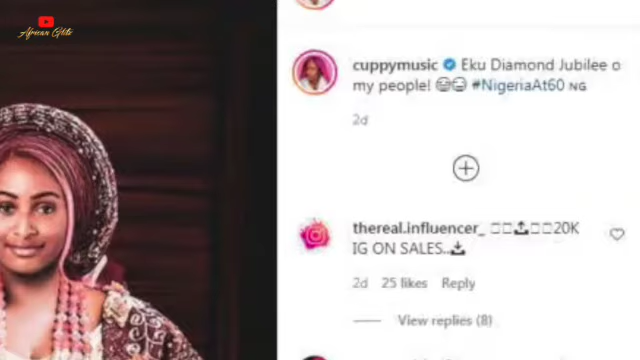 African Glitz
cuppymusic Eku Diamond Jubilee o
my people! 😅😅 #NigeriaAt60 NG
2d
thereal.influencer_ □□📤□□20K
IG ON SALES..📥
2d 25 likes Reply
View replies (8)